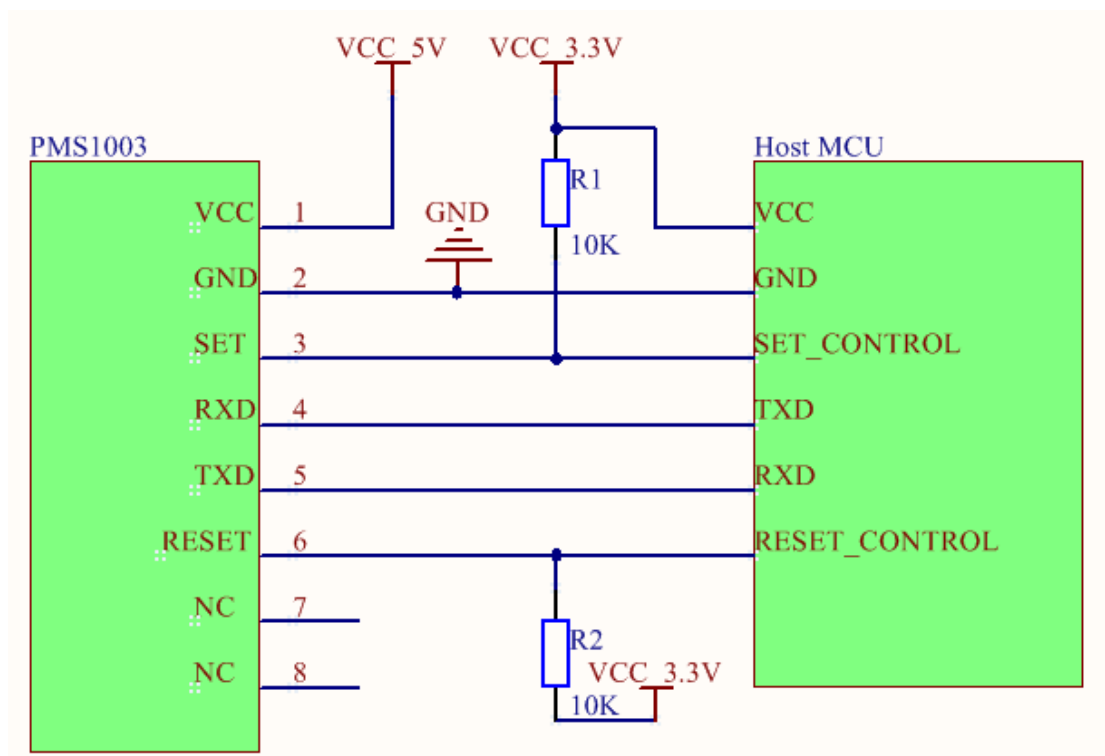 VCC_5V VCC_3.3V
PMS1003 Host MCU
R1
VCC 1 GND VCC
10K
GND 2 GND
SET 3 SET_CONTROL
RXD 4 TXD
TXD 5 RXD
RESET 6 RESET_CONTROL
NC 7
R2
NC 8 VCC_3.3V
10K